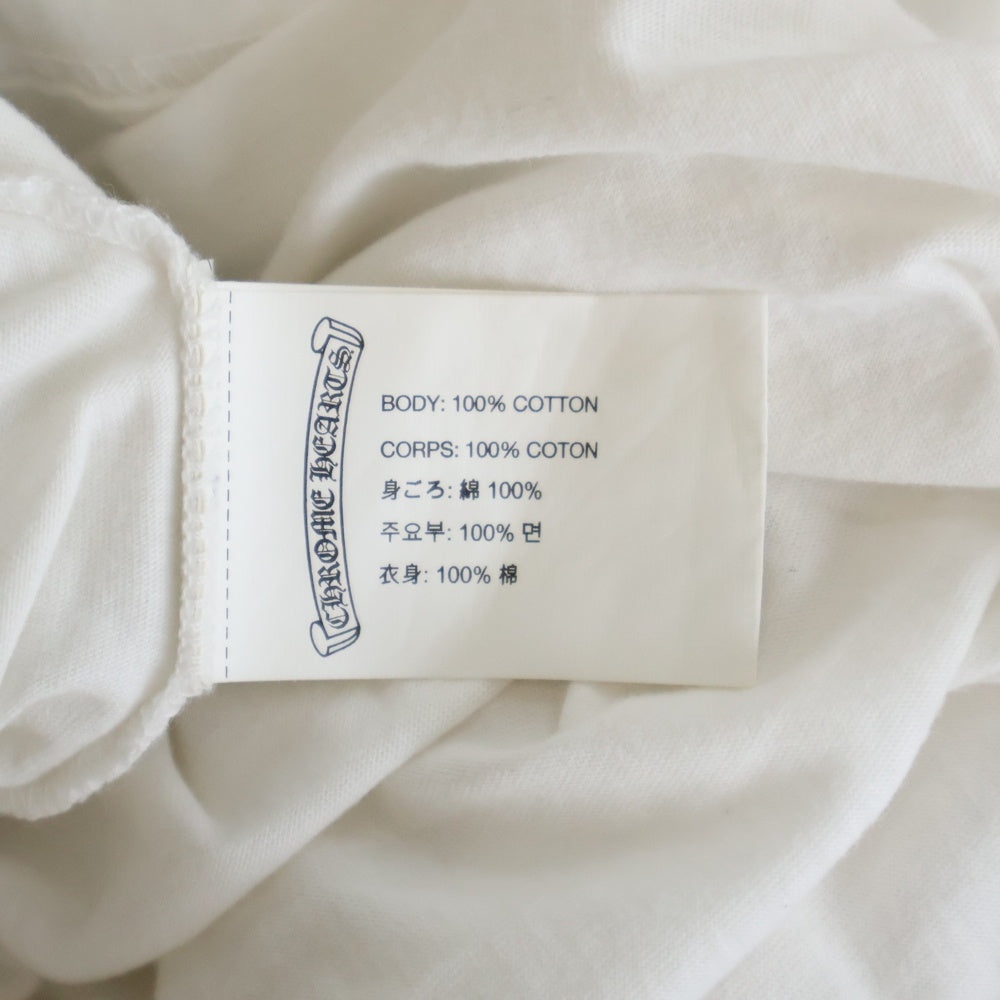 CHROME HEARTS
BODY: 100% COTTON
CORPS: 100% COTON
身ごろ: 綿 100%
주요부: 100% 면
衣身: 100% 棉